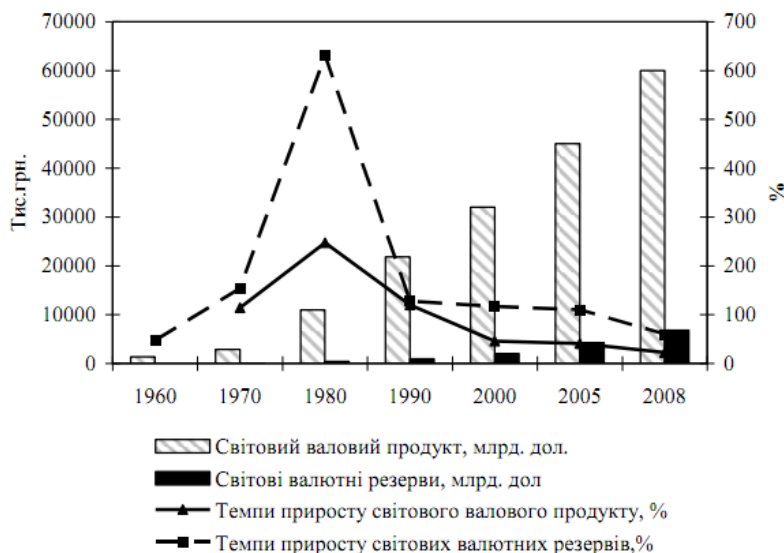 70000
60000
50000
40000
30000
20000
10000
0
Тис.грн.
700
600
500
400
300
200
100
0
%
1960 1970 1980 1990 2000 2005 2008
Світовий валовий продукт, млрд. дол.
Світові валютні резерви, млрд. дол
Темпи приросту світового валового продукту, %
Темпи приросту світових валютних резервів,%